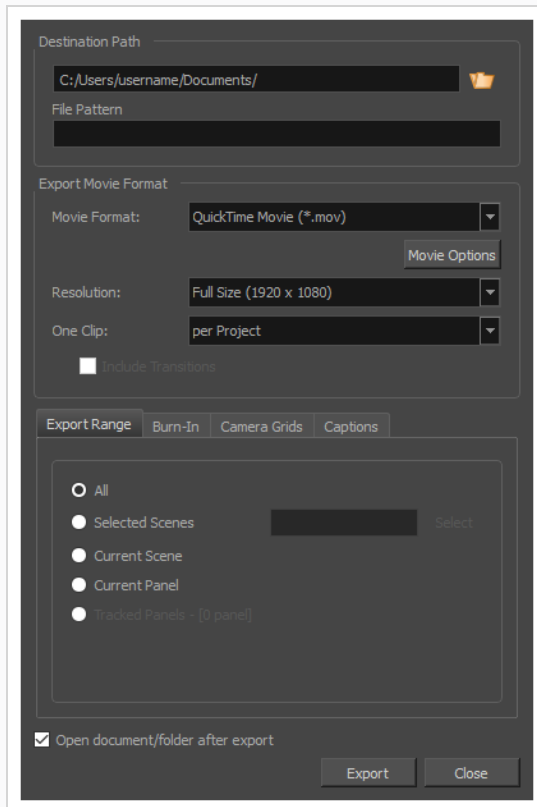 Destination Path
C:/Users/username/Documents/
File Pattern
Export Movie Format
Movie Format: QuickTime Movie (*.mov)
Movie Options
Resolution: Full Size (1920 x 1080)
One Clip: per Project
Include Transitions
Export Range Burn-In Camera Grids Captions
All
Selected Scenes Select
Current Scene
Current Panel
Tracked Panels - [0 panel]
Open document/folder after export
Export Close